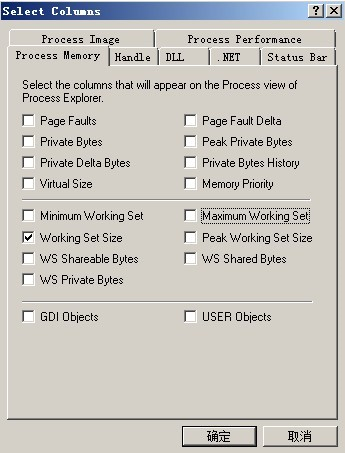 Select Columns
Process Image Process Performance
Process Memory Handle DLL .NET Status Bar
Select the columns that will appear on the Process view of
Process Explorer.
Page Faults Page Fault Delta
Private Bytes Peak Private Bytes
Private Delta Bytes Private Bytes History
Virtual Size Memory Priority
Minimum Working Set Maximum Working Set
Working Set Size Peak Working Set Size
WS Shareable Bytes WS Shared Bytes
WS Private Bytes
GDI Objects USER Objects
确定 取消